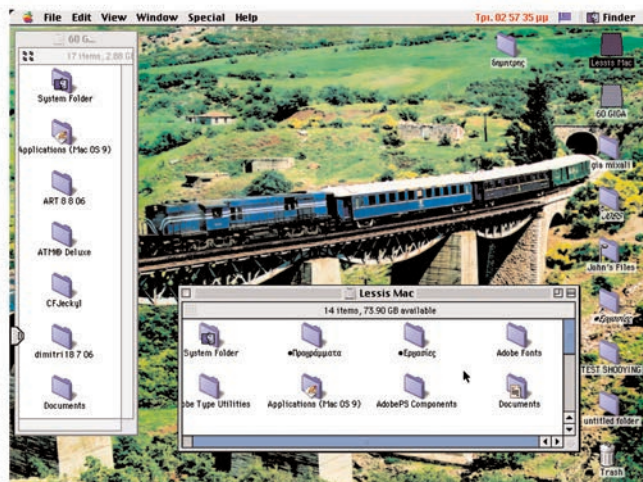 File Edit View Window Special Help
Τρι. 02 57 35 μμ
Finder
60 G...
17 items, 2.88 G
System Folder
Applications (Mac OS 9)
ART 8 8 06
ATM® Deluxe
CFJeckyl
dimitri 18 7 06
Documents
δημητρης
Lessis Mac
60 GIGA
gia mixali I
John's Files
●Εργασίες
TEST SHOOYING
untitled folder
Trash
Lessis Mac
14 items, 73.90 GB available
System Folder
●Προγράμματα
●Εργασίες
Adobe Fonts
obe Type Utilities
Applications (Mac OS 9)
AdobePS Components
Documents